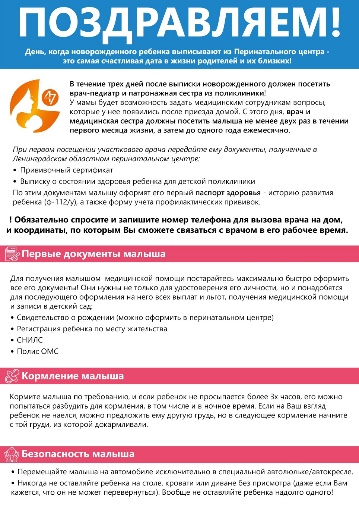 ПОЗДРАВЛЯЕМ!
День, когда новорожденного ребенка выписывают из Перинатального центра -
это самая счастливая дата в жизни родителей и их близких!
В течение трех дней после выписки новорожденного должен посетить
врач-педиатр и патронажная сестра из поликлиники!
У мамы будет возможность задать медицинским сотрудникам вопросы,
которые у нее появились после приезда домой. С этого дня, врач и
медицинская сестра должны посетить малыша не менее двух раз в течении
первого месяца жизни, а затем до одного года ежемесячно.
При первом посещении участкового врача передайте ему документы, полученные в
Ленинградском областном перинатальном центре:
• Прививочный сертификат
• Выписку о состоянии здоровья ребенка для детской поликлиники
По этим документам малышу оформят его первый паспорт здоровья – историю развития
ребенка (ф-112/у), а также форму учета профилактических прививок.
! Обязательно спросите и запишите номер телефона для вызова врача на дом,
и координаты, по которым Вы сможете связаться с врачом в его рабочее время.
Первые документы малыша
Для получения малышом медицинской помощи постарайтесь максимально быстро оформить
все его документы! Они нужны не только для удостоверения его личности, но и понадобятся
для последующего оформления на него всех выплат и льгот, получения медицинской помощи
и записи в детский сад:
• Свидетельство о рождении (можно оформить в перинатальном центре)
• Регистрация ребенка по месту жительства
• СНИЛС
• Полис ОМС
Кормление малыша
Кормите малыша по требованию, и если ребенок не просыпается более 3х часов, его можно
попытаться разбудить для кормления, в том числе и в ночное время. Если на Ваш взгляд
ребенок не наелся, можно предложить ему другую грудь, но в следующее кормление начните
с той груди, из которой докармливали.
Безопасность малыша
• Перемещайте малыша на автомобиле исключительно в специальной автолюльке/автокресле.
• Никогда не оставляйте ребенка на столе, кровати или диване без присмотра (даже если Вам
кажется, что он не может перевернуться). Вообще не оставляйте ребенка надолго одного!